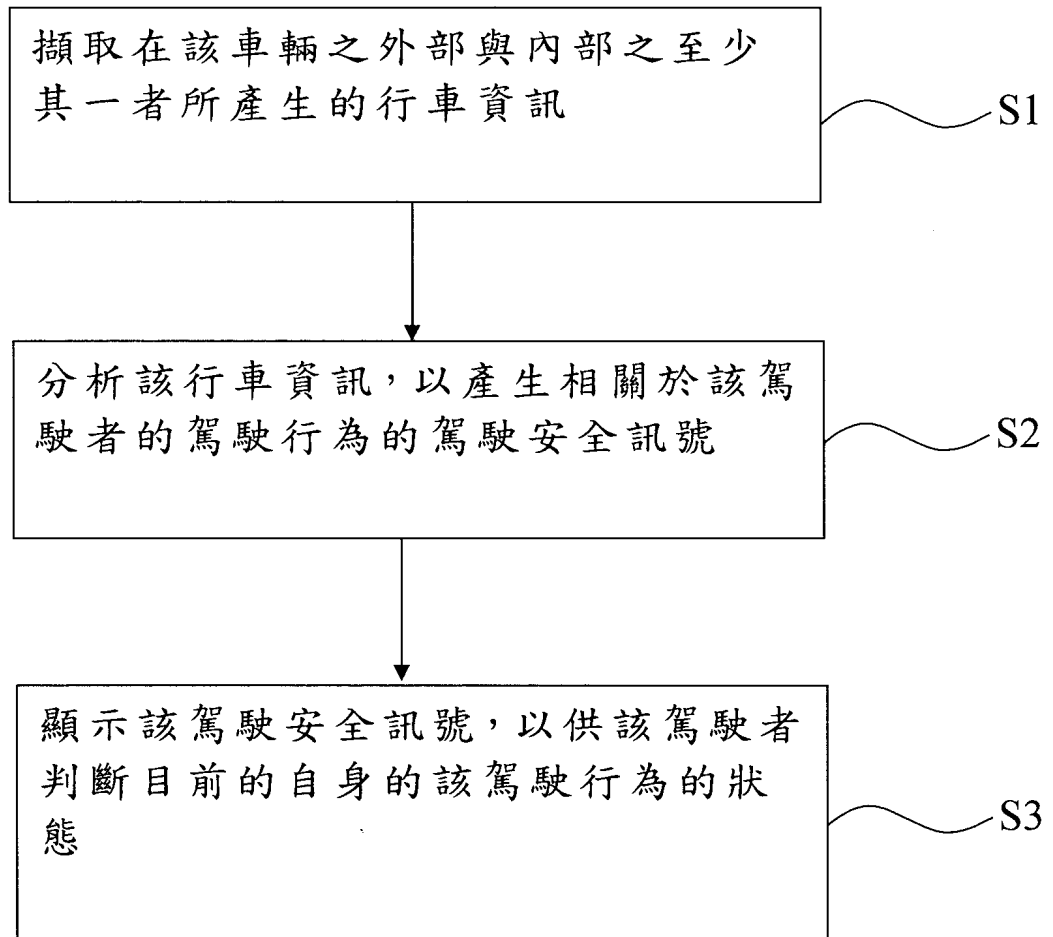 擷取在該車輛之外部與內部之至少
其一者所產生的行車資訊
S1
分析該行車資訊，以產生相關於該駕
駛者的駕駛行為的駕駛安全訊號
S2
顯示該駕駛安全訊號，以供該駕駛者
判斷目前的自身的該駕駛行為的狀
態
S3